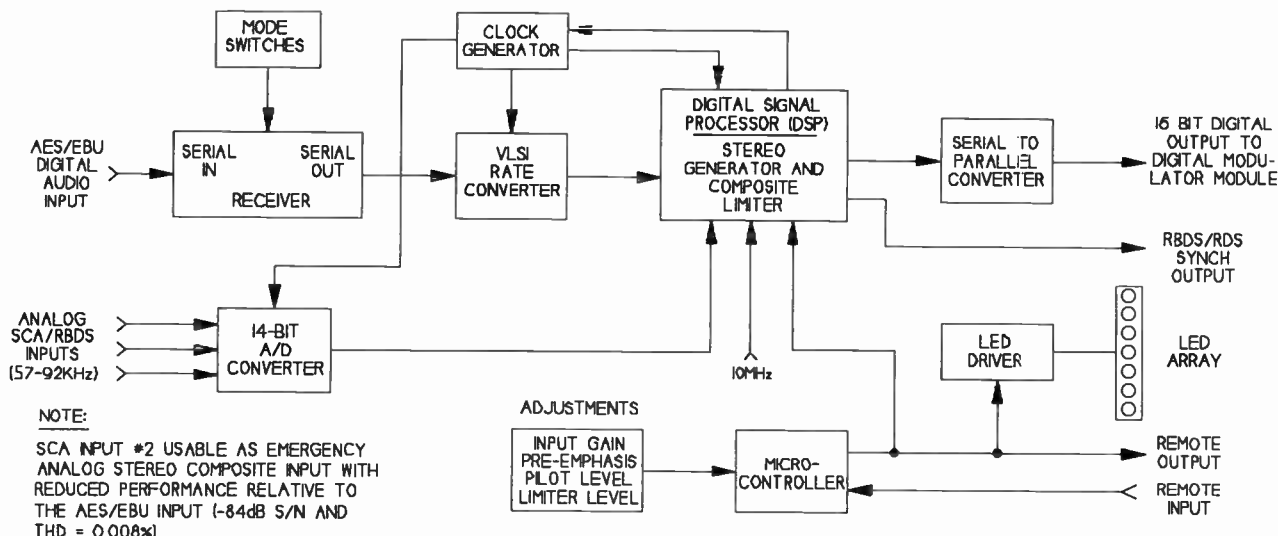 MODE
SWITCHES
CLOCK
GENERATOR
AES/EBU
DIGITAL
AUDIO
INPUT
SERIAL
IN
SERIAL
OUT
RECEIVER
VLSI
RATE
CONVERTER
DIGITAL SIGNAL
PROCESSOR (DSP)
STEREO
GENERATOR AND
COMPOSITE
LIMITER
SERIAL TO
PARALLEL
CONVERTER
16 BIT DIGITAL
OUTPUT TO
DIGITAL MODU-
LATOR MODULE
RBDS/RDS
SYNCH
OUTPUT
ANALOG
SCA/RBDS
INPUTS
(57-92KHz)
14-BIT
A/D
CONVERTER
10MHz
LED
DRIVER
LED
ARRAY
NOTE:
SCA INPUT #2 USABLE AS EMERGENCY
ANALOG STEREO COMPOSITE INPUT WITH
REDUCED PERFORMANCE RELATIVE TO
THE AES/EBU INPUT (-84dB S/N AND
THD = 0.008%)
ADJUSTMENTS
INPUT GAIN
PRE-EMPHASIS
PILOT LEVEL
LIMITER LEVEL
MICRO-
CONTROLLER
REMOTE
OUTPUT
REMOTE
INPUT